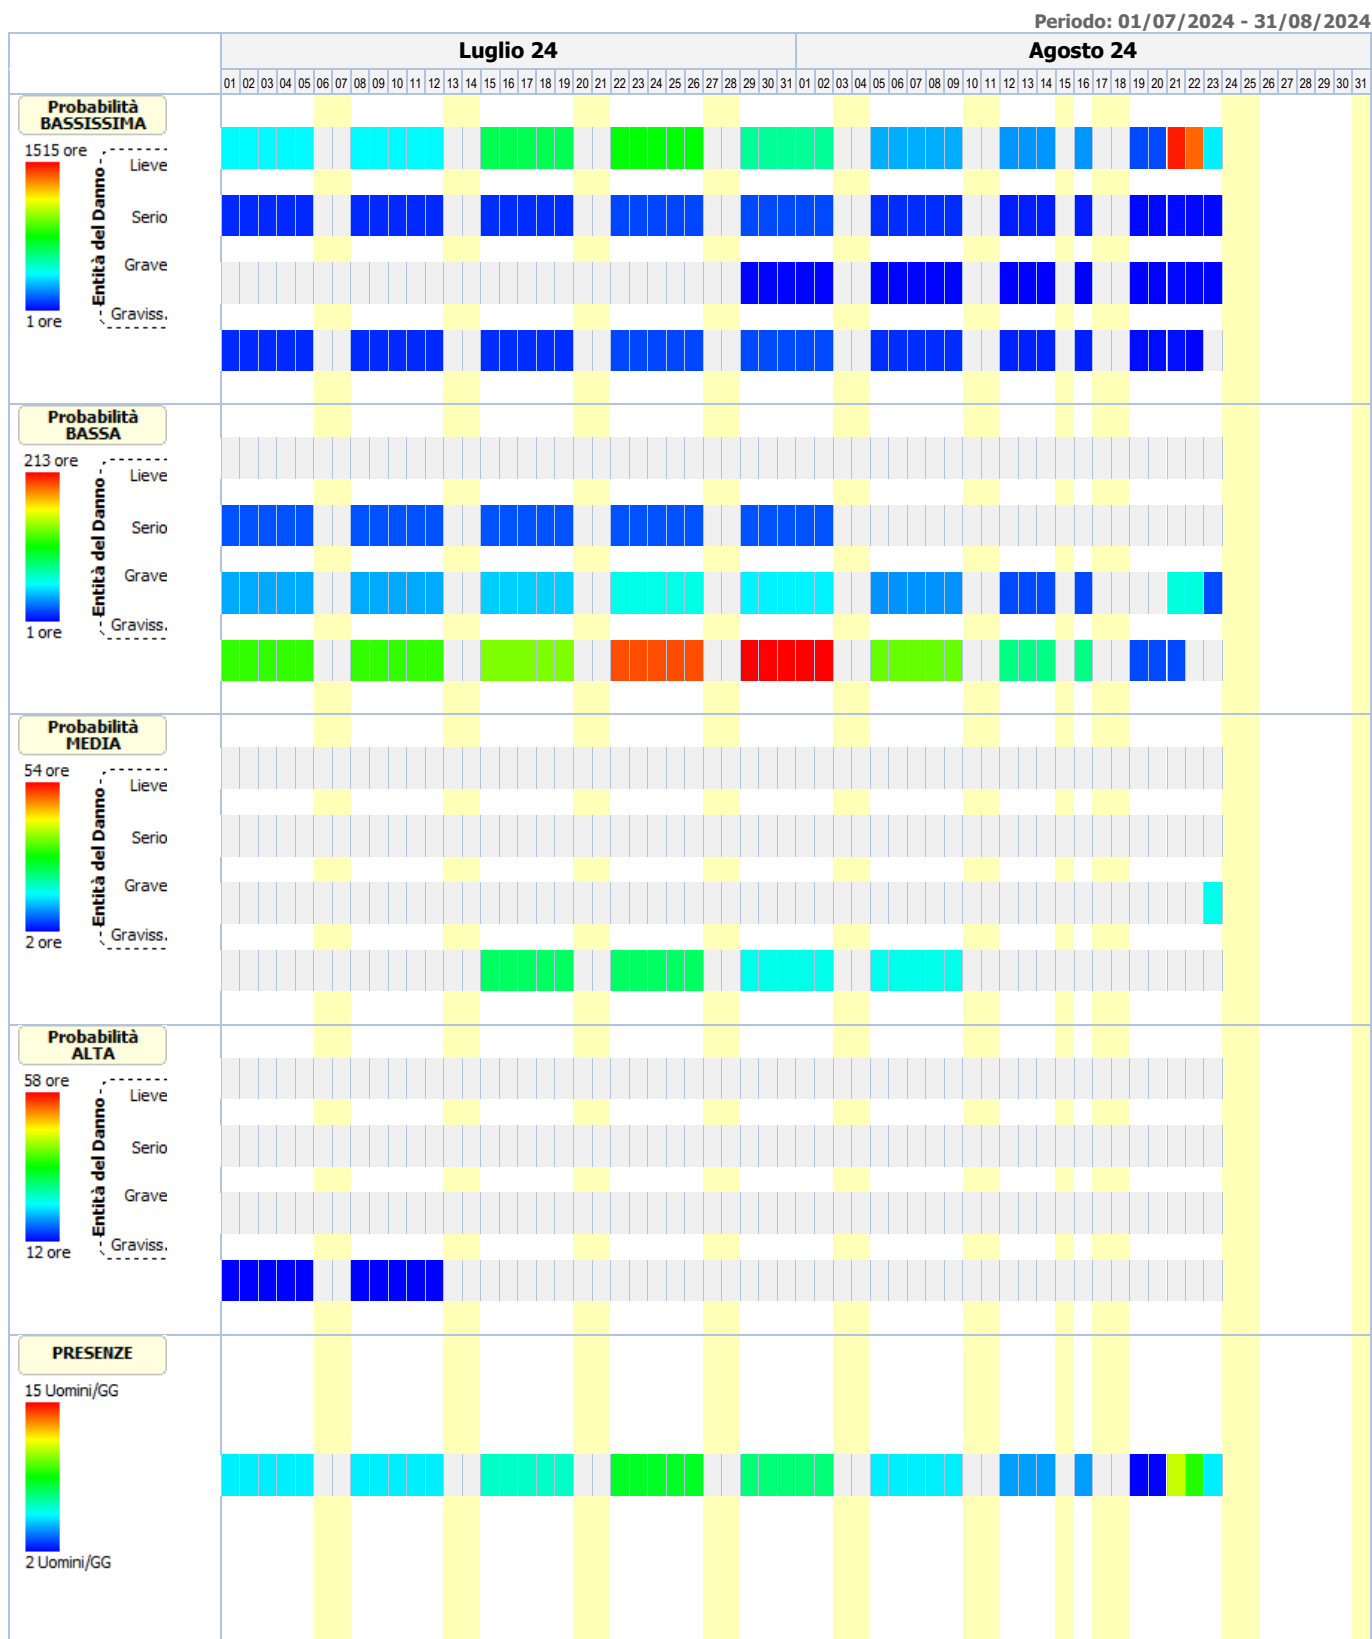 Periodo: 01/07/2024 - 31/08/2024
Luglio 24 Agosto 24
01 02 03 04 05 06 07 08 09 10 11 12 13 14 15 16 17 18 19 20 21 22 23 24 25 26 27 28 29 30 31 01 02 03 04 05 06 07 08 09 10 11 12 13 14 15 16 17 18 19 20 21 22 23 24 25 26 27 28 29 30 31
Probabilità
BASSISSIMA
1515 ore
Lieve
Serio
Entità del Danno
Grave
Graviss.
1 ore
Probabilità
BASSA
213 ore
Lieve
Serio
Entità del Danno
Grave
Graviss.
1 ore
Probabilità
MEDIA
54 ore
Lieve
Serio
Entità del Danno
Grave
Graviss.
2 ore
Probabilità
ALTA
58 ore
Lieve
Serio
Entità del Danno
Grave
Graviss.
12 ore
PRESENZE
15 Uomini/GG
2 Uomini/GG